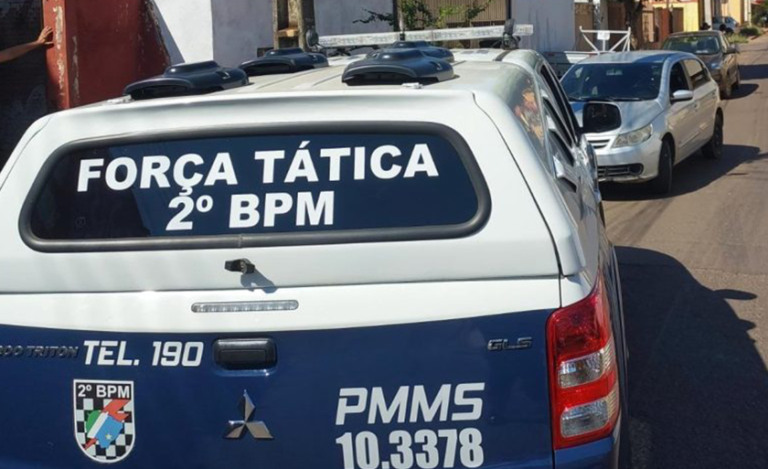 FORÇA TÁTICA
2º BPM
TRITON
TEL. 190
GLS
2º BPM
PMMS
10.3378